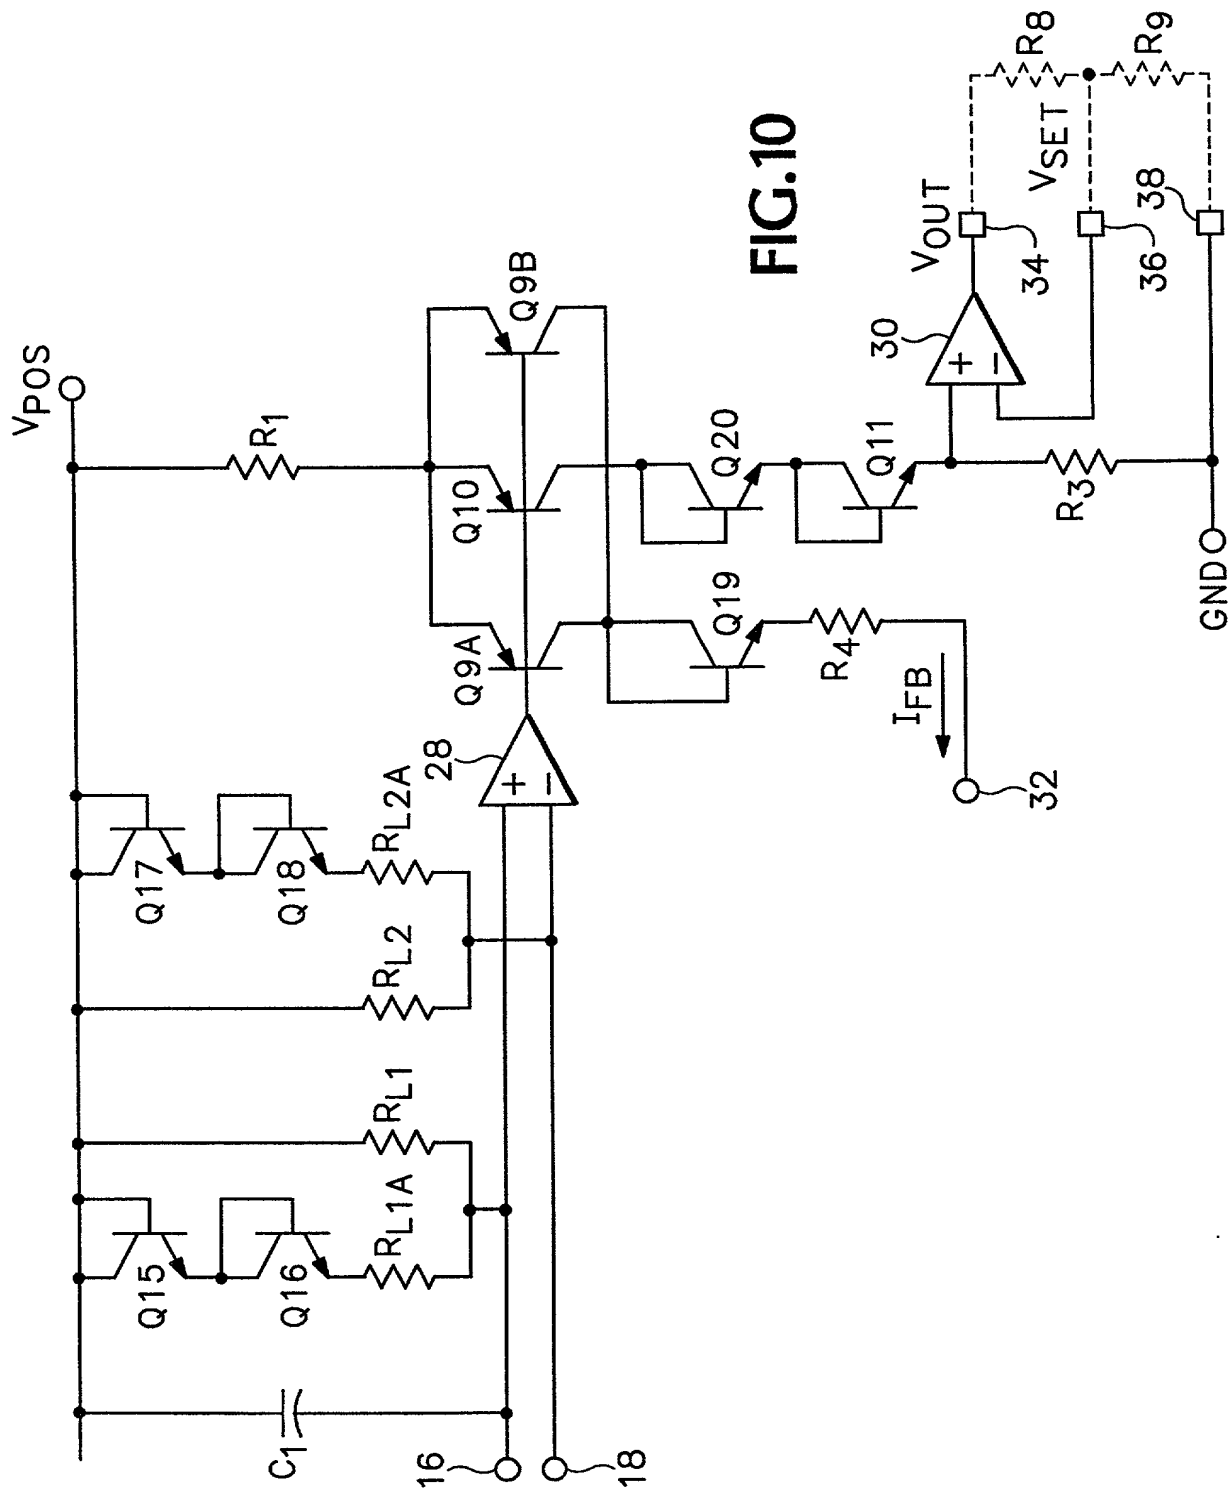 VPOS
R1
Q15
Q16
RL1A
RL1
RL2
Q17
Q18
RL2A
C1
16
18
28
+
−
Q9A
Q10
Q9B
Q19
Q20
Q11
R4
IFB
32
R3
GND
30
+
−
VOUT
34
VSET
36
38
R8
R9
FIG.10